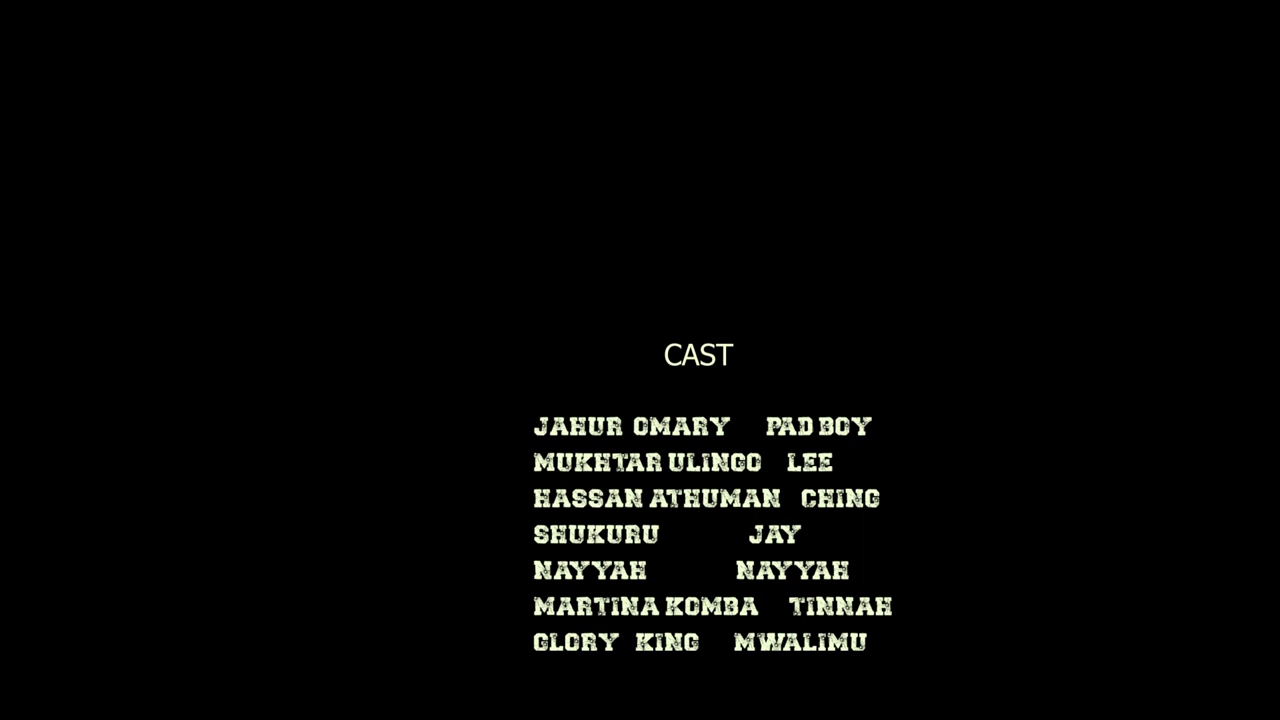 CAST
JAHUR OMARY PAD BOY
MUKHTAR ULINGO LEE
HASSAN ATHUMAN CHING
SHUKURU JAY
NAYYAH NAYYAH
MARTINA KOMBA TINNAH
GLORY KING MWALIMU